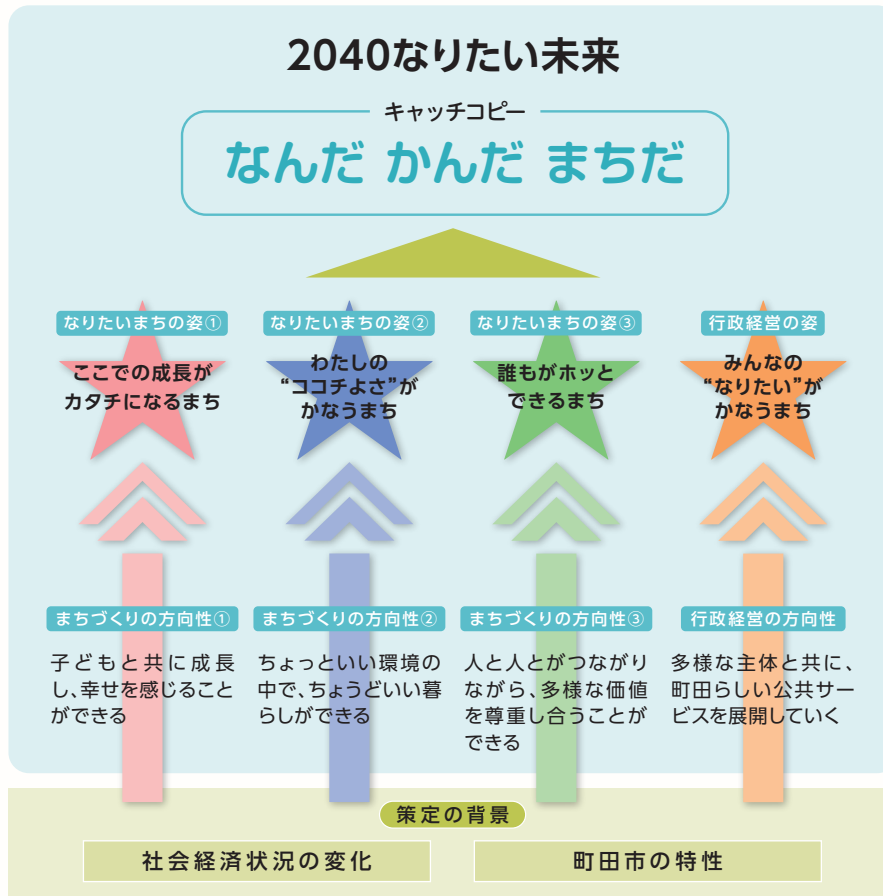 2040なりたい未来
キャッチコピー
なんだ かんだ まちだ
なりたいまちの姿①
ここでの成長が
カタチになるまち
なりたいまちの姿②
わたしの
“ココチよさ”が
かなうまち
なりたいまちの姿③
誰もがホッと
できるまち
行政経営の姿
みんなの
“なりたい”が
かなうまち
まちづくりの方向性①
子どもと共に成長
し、幸せを感じること
ができる
まちづくりの方向性②
ちょっといい環境の
中で、ちょうどいい暮
らしができる
まちづくりの方向性③
人と人とがつながり
ながら、多様な価値
を尊重し合うことが
できる
行政経営の方向性
多様な主体と共に、
町田らしい公共サー
ビスを展開していく
策定の背景
社会経済状況の変化
町田市の特性